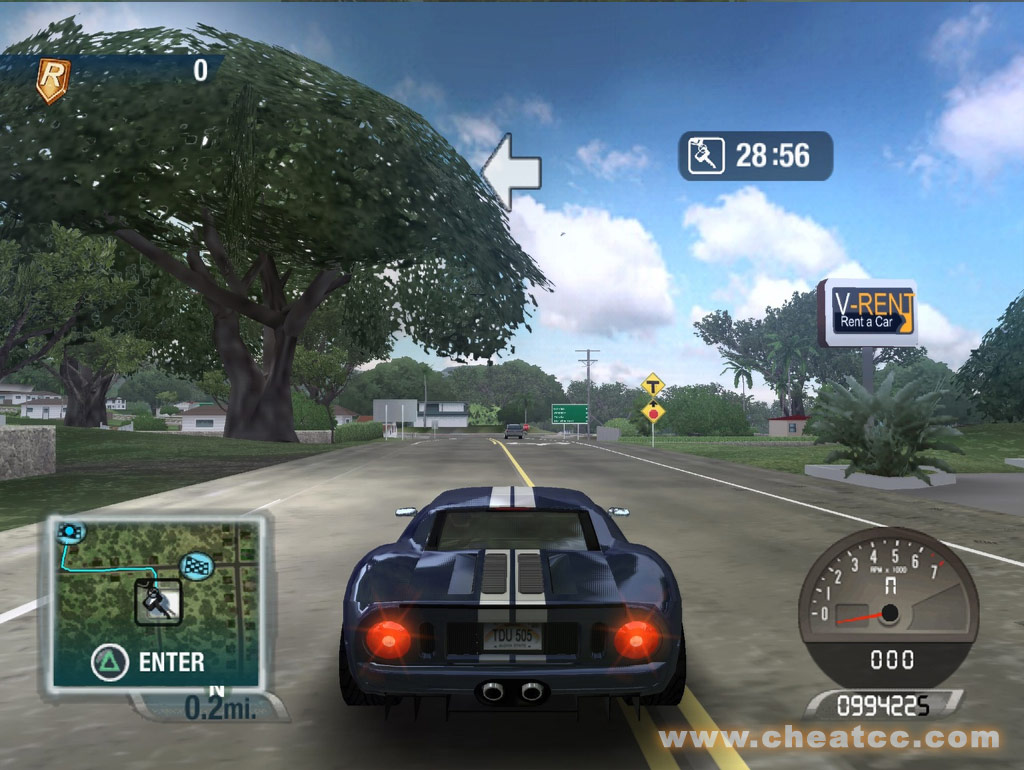 R 0
28:56
V-RENT
Rent a Car
T
TDU 505
ENTER
N
0.2mi.
0 1 2 3 4 5 6 7
RPM x 1000
000
0994225
www.cheatcc.com